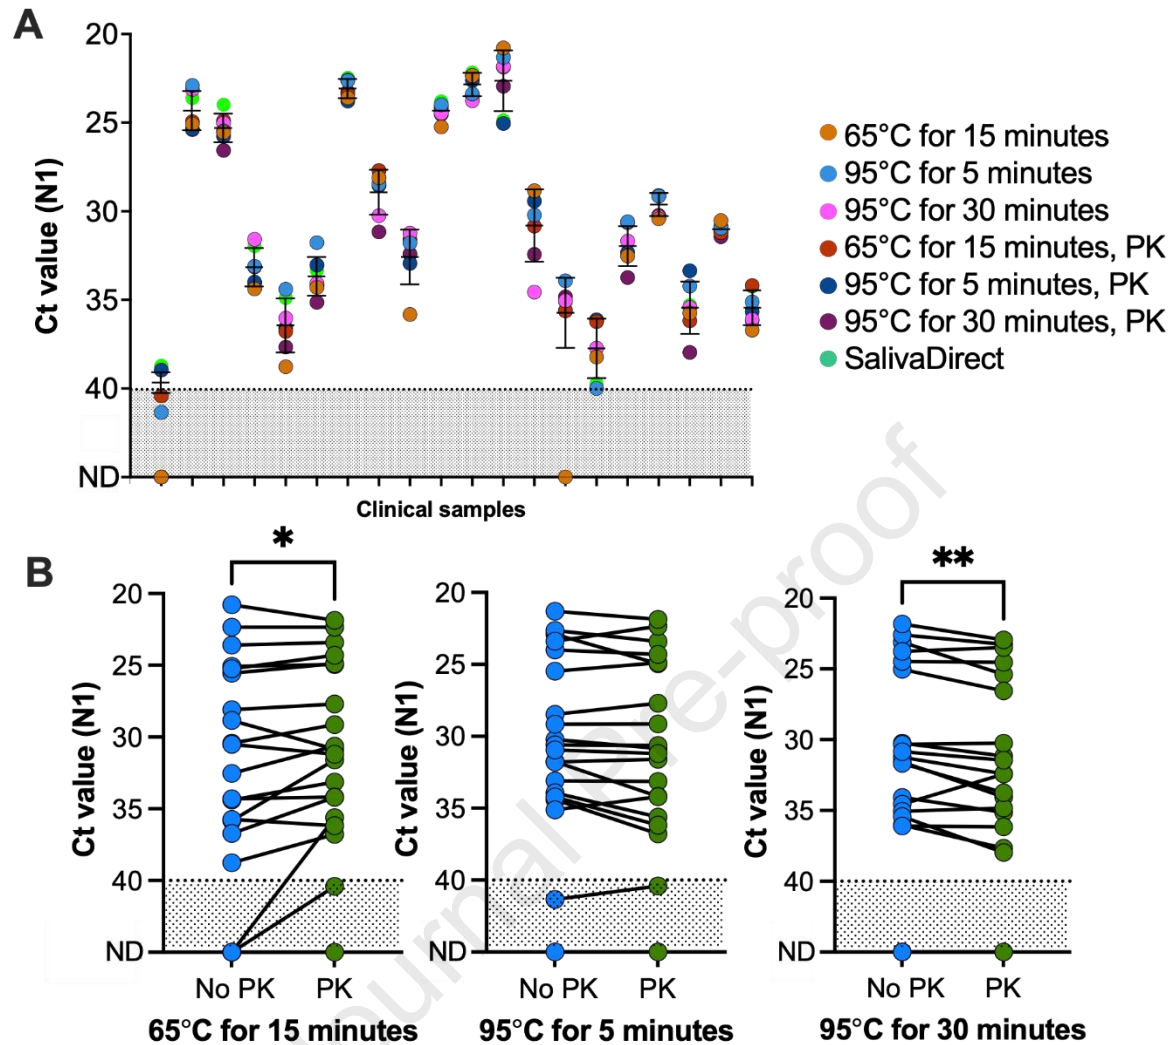 A
20
25
30
35
40
ND
Ct value (N1)
Clinical samples
65°C for 15 minutes
95°C for 5 minutes
95°C for 30 minutes
65°C for 15 minutes, PK
95°C for 5 minutes, PK
95°C for 30 minutes, PK
SalivaDirect
B
*
20
25
30
35
40
ND
Ct value (N1)
No PK PK
65°C for 15 minutes
20
25
30
35
40
ND
Ct value (N1)
No PK PK
95°C for 5 minutes
**
20
25
30
35
40
ND
Ct value (N1)
No PK PK
95°C for 30 minutes
Journal Pre-proof